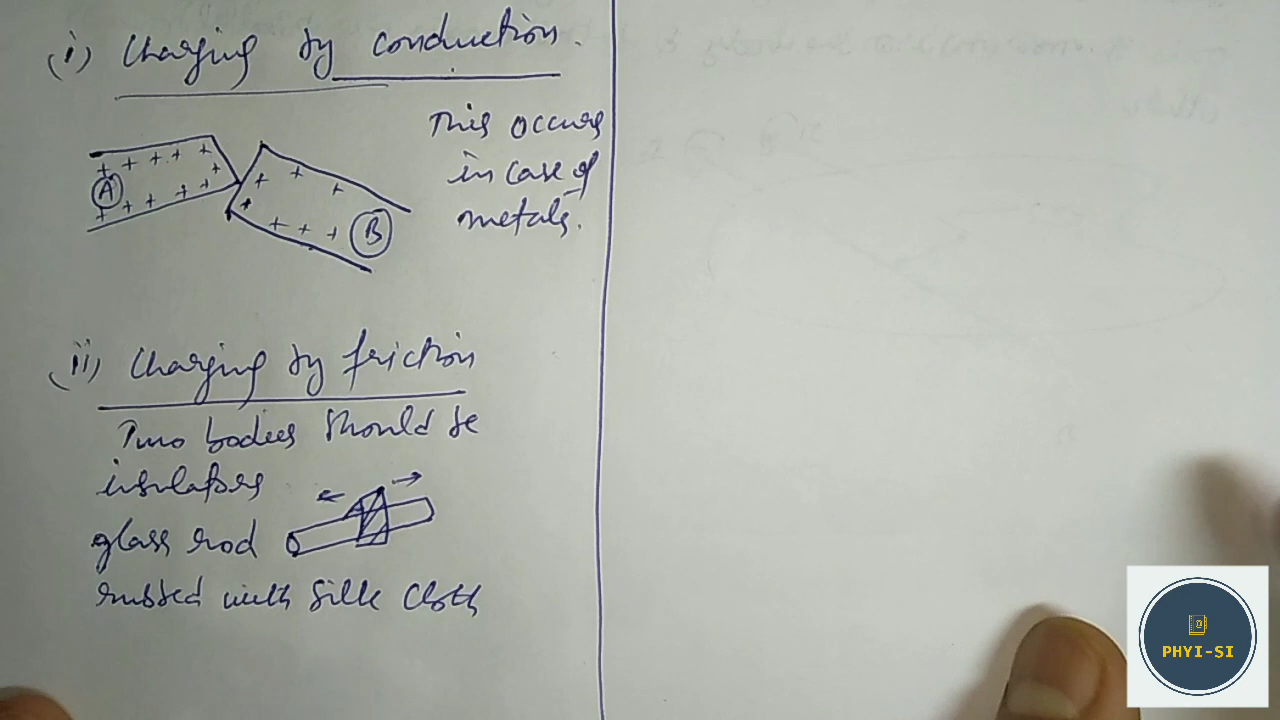 (i) Charging by conduction.
This occurs
in case of
metals.
A
B
(ii) Charging by friction
Two bodies should be
insulators
glass rod
rubbed with silk cloth
PHYI-SI